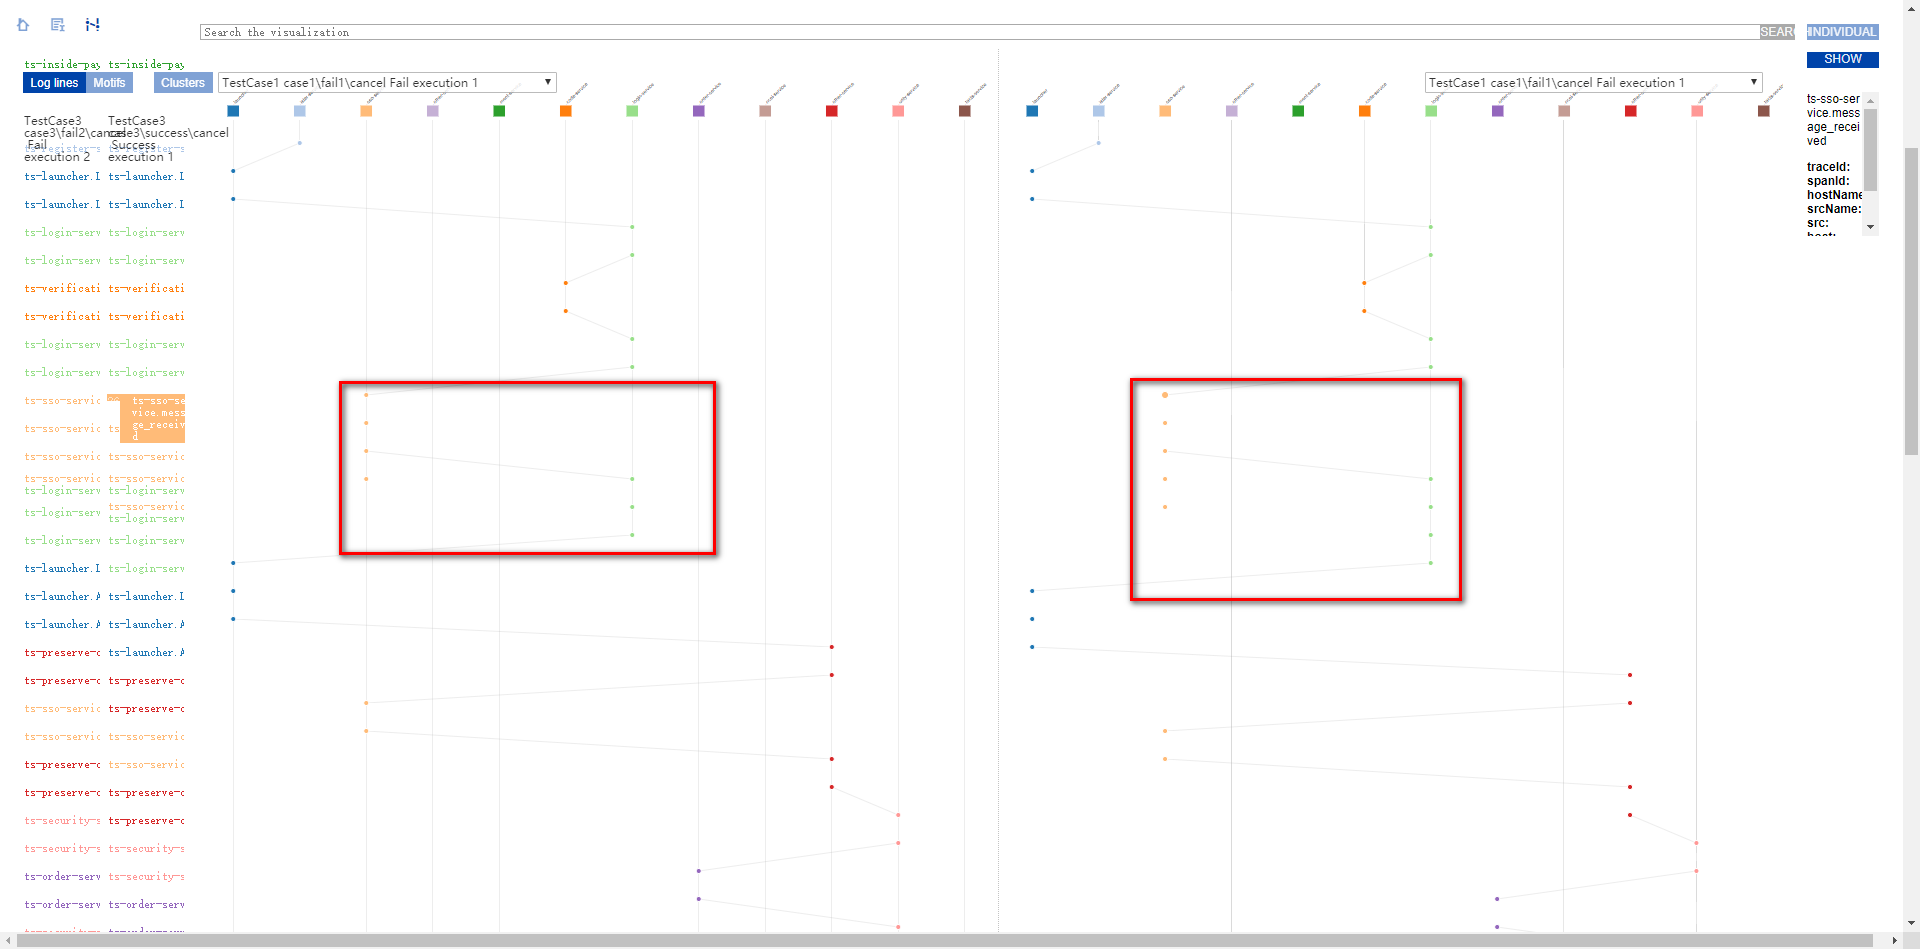 Search the visualization
SEAR
INDIVIDUAL
SHOW
ts-inside-pay ts-inside-pay
Log lines Motifs Clusters
TestCase1 case1\fail1\cancel Fail execution 1
TestCase1 case1\fail1\cancel Fail execution 1
TestCase3 TestCase3
case3\fail2\cancel case3\success\cancel
Fail Success
execution 2 execution 1
ts-launcher.I ts-launcher.I
ts-launcher.I ts-launcher.I
ts-login-serv ts-login-serv
ts-login-serv ts-login-serv
ts-verificati ts-verificati
ts-verificati ts-verificati
ts-login-serv ts-login-serv
ts-login-serv ts-login-serv
ts-sso-servic ts-sso-se
vice.mess
ge_receiv
d
ts-sso-servic ts
ts-sso-servic ts-sso-servic
ts-sso-servic ts-sso-servic
ts-login-serv ts-login-serv
ts-sso-servic
ts-login-serv ts-login-serv
ts-login-serv ts-login-serv
ts-launcher.I ts-login-serv
ts-launcher.A ts-launcher.I
ts-launcher.A ts-launcher.A
ts-preserve-o ts-launcher.A
ts-preserve-o ts-preserve-o
ts-sso-servic ts-preserve-o
ts-sso-servic ts-sso-servic
ts-preserve-o ts-sso-servic
ts-preserve-o ts-preserve-o
ts-security-s ts-preserve-o
ts-security-s ts-security-s
ts-order-serv ts-security-s
ts-order-serv ts-order-serv
ts-sso-ser
vice.mess
age_recei
ved
traceId:
spanId:
hostName
srcName:
src:
host: